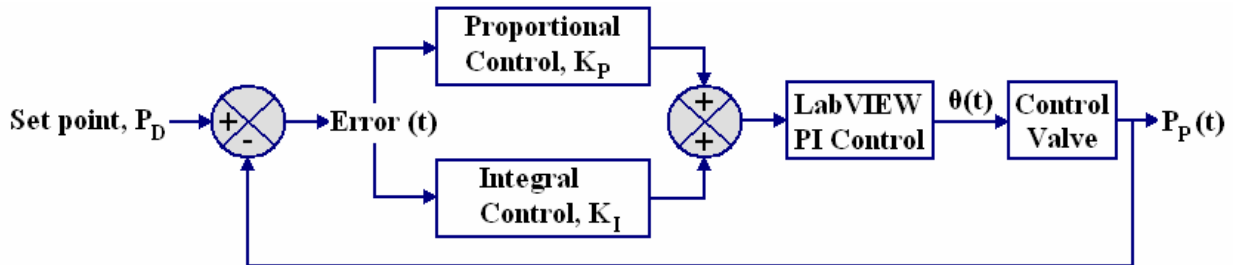 Set point, P_D
+
-
Error (t)
Proportional
Control, K_P
Integral
Control, K_I
+
+
LabVIEW
PI Control
θ(t)
Control
Valve
P_P (t)